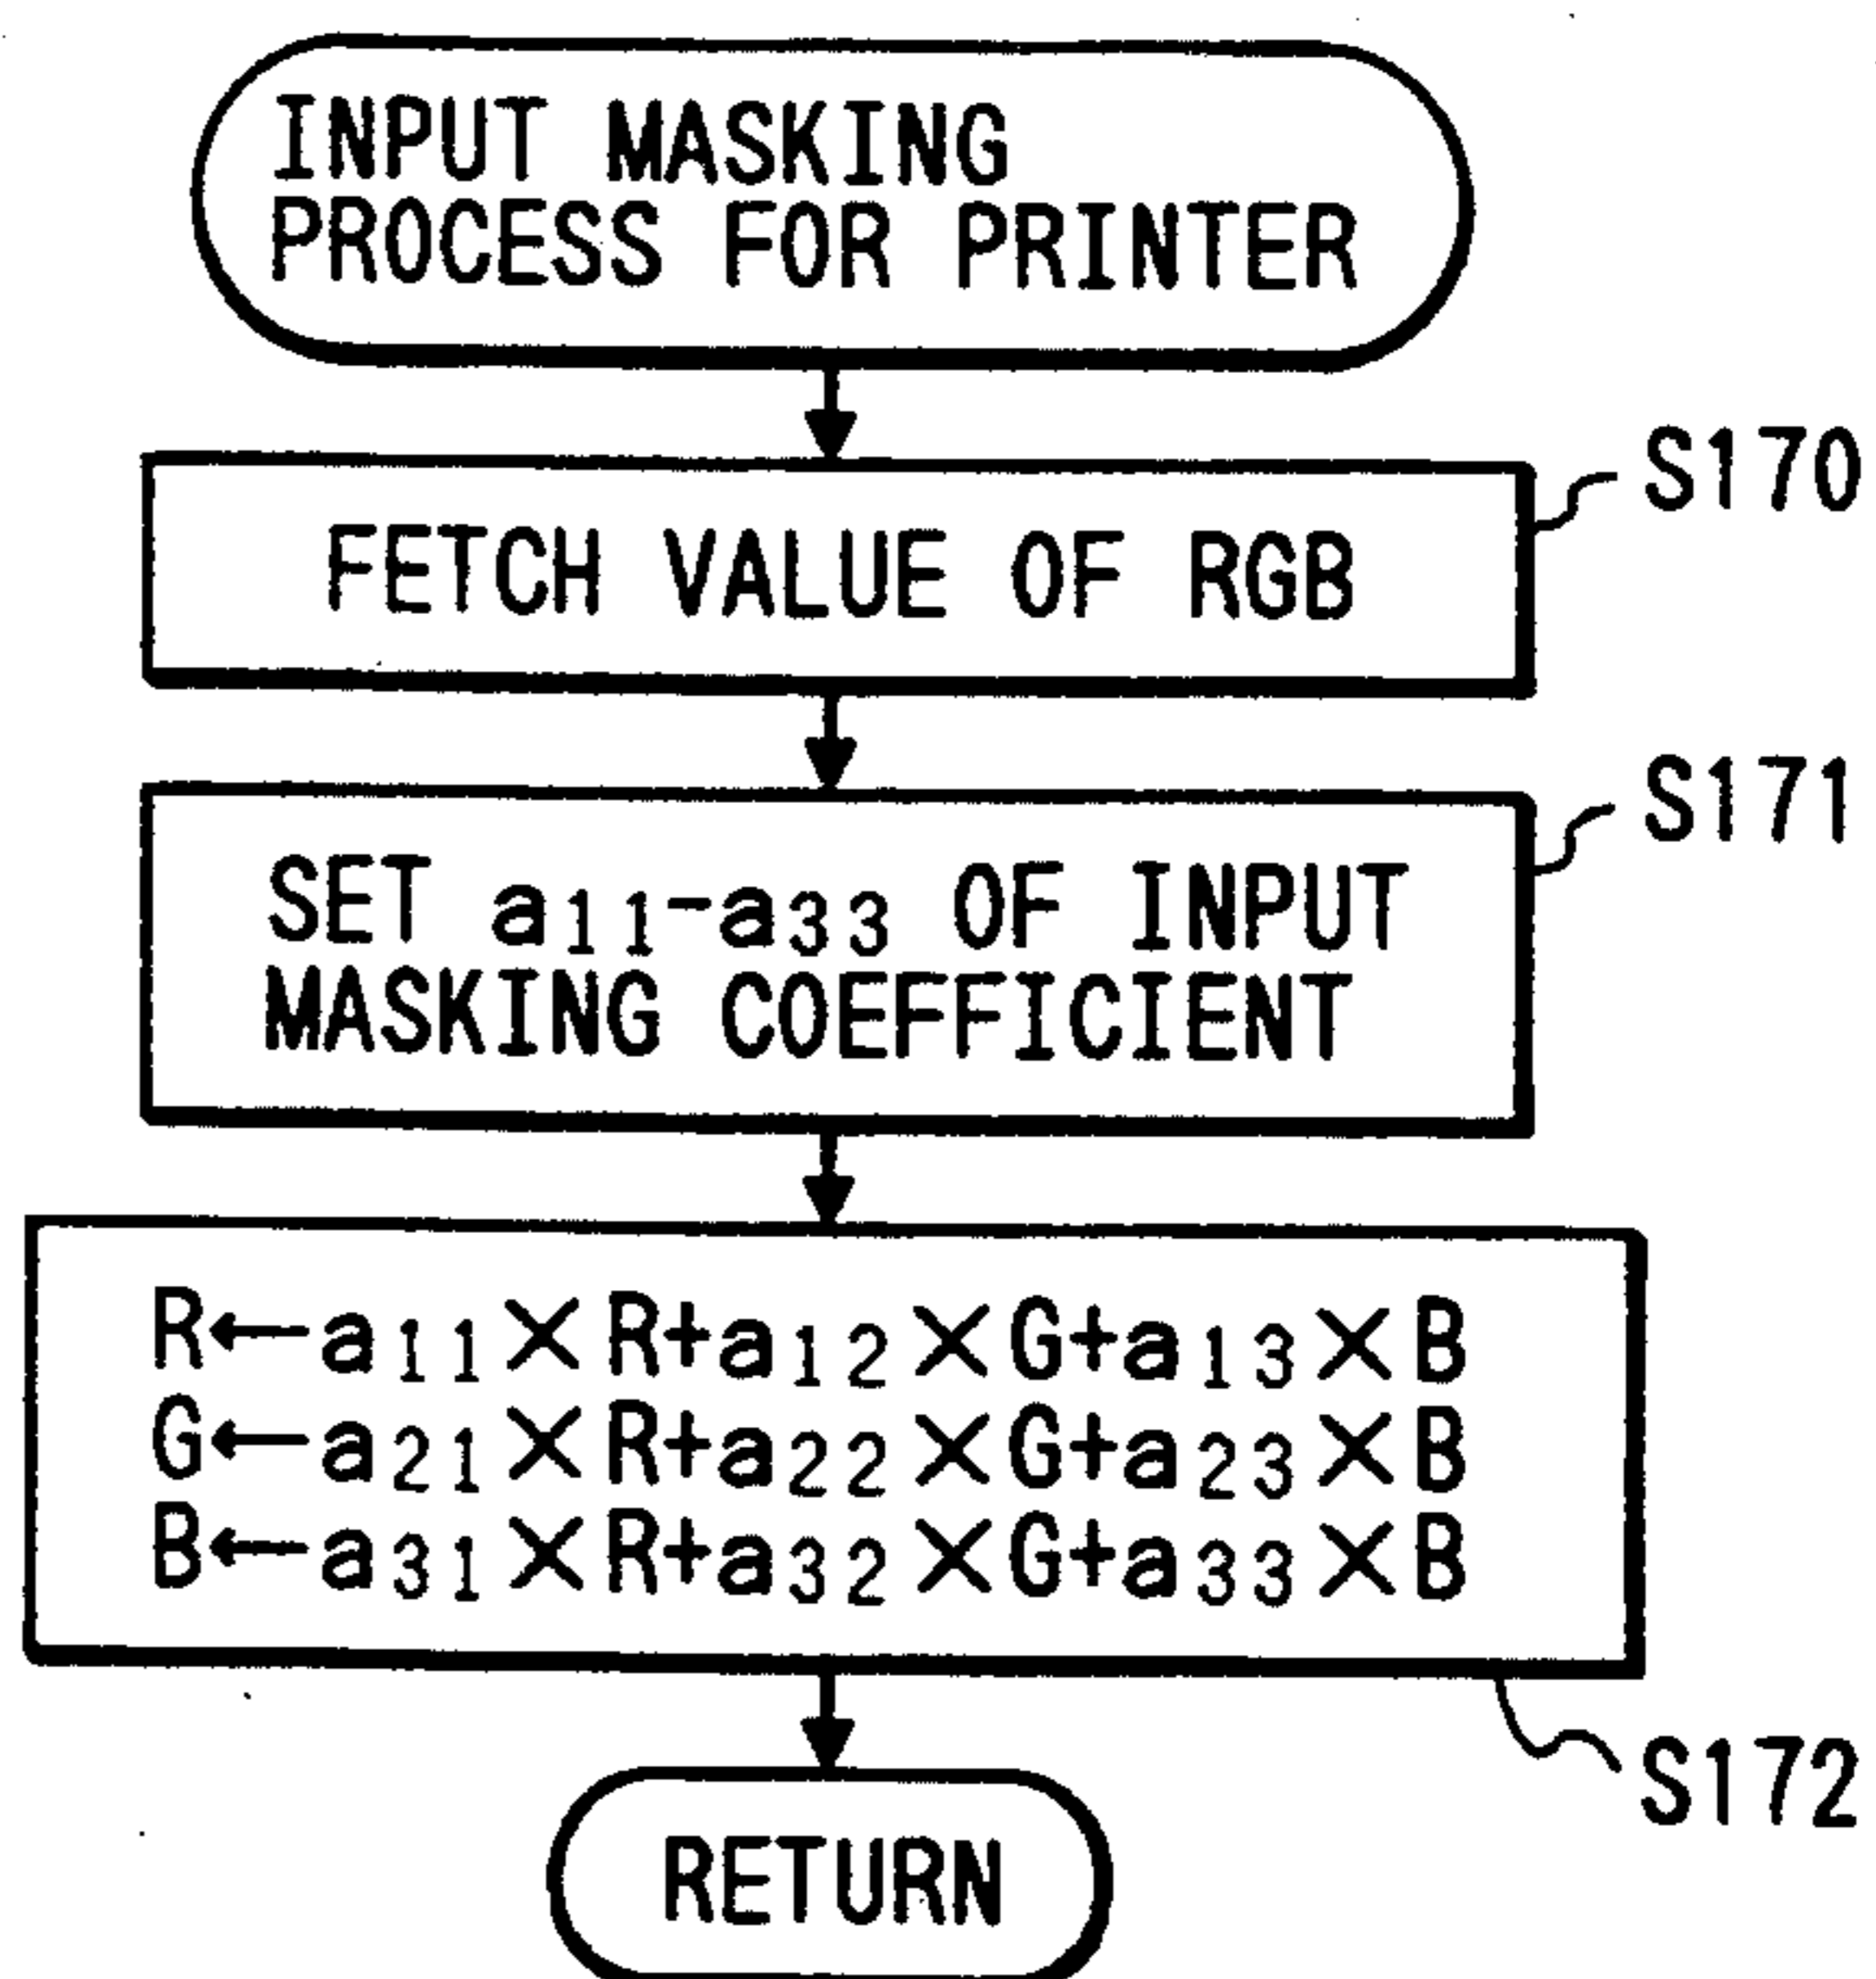 INPUT MASKING
PROCESS FOR PRINTER
S170
FETCH VALUE OF RGB
S171
SET a₁₁-a₃₃ OF INPUT
MASKING COEFFICIENT
R←a₁₁×R+a₁₂×G+a₁₃×B
G←a₂₁×R+a₂₂×G+a₂₃×B
B←a₃₁×R+a₃₂×G+a₃₃×B
S172
RETURN